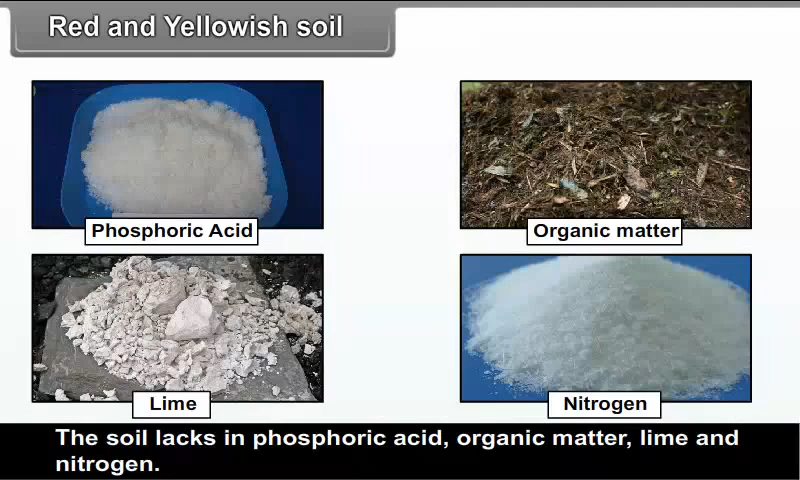 Red and Yellowish soil
Phosphoric Acid
Organic matter
Lime
Nitrogen
The soil lacks in phosphoric acid, organic matter, lime and
nitrogen.